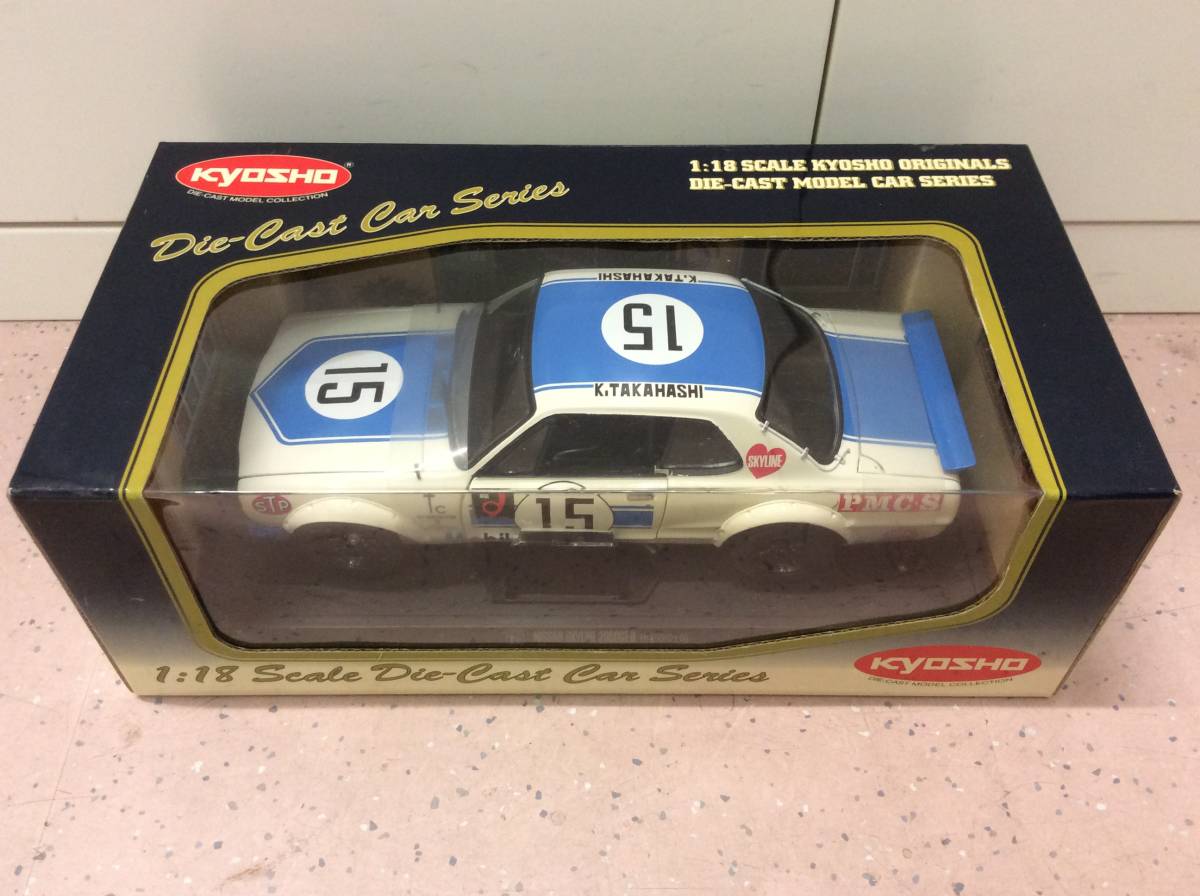 KYOSHO®
DIE-CAST MODEL COLLECTION
Die-Cast Car Series
1:18 SCALE KYOSHO ORIGINALS
DIE-CAST MODEL CAR SERIES
K.TAKAHASHI
15
15
K.TAKAHASHI
SKYLINE
STP
Tc
15
PMC·S
1:18 Scale Die-Cast Car Series
KYOSHO
DIE-CAST MODEL COLLECTION